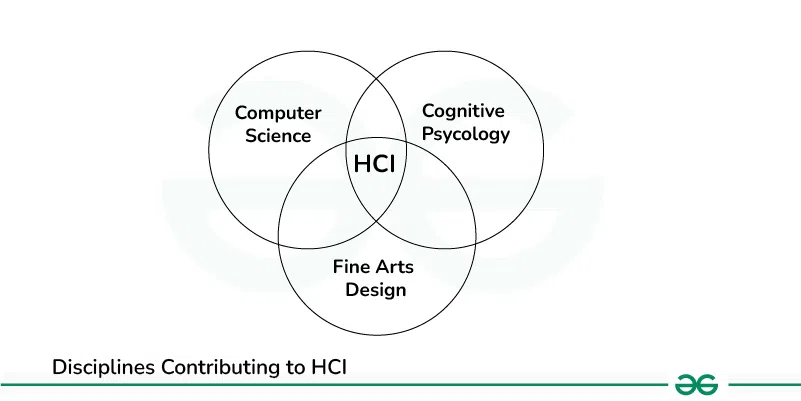 Computer
Science
Cognitive
Psycology
HCI
Fine Arts
Design
Disciplines Contributing to HCI